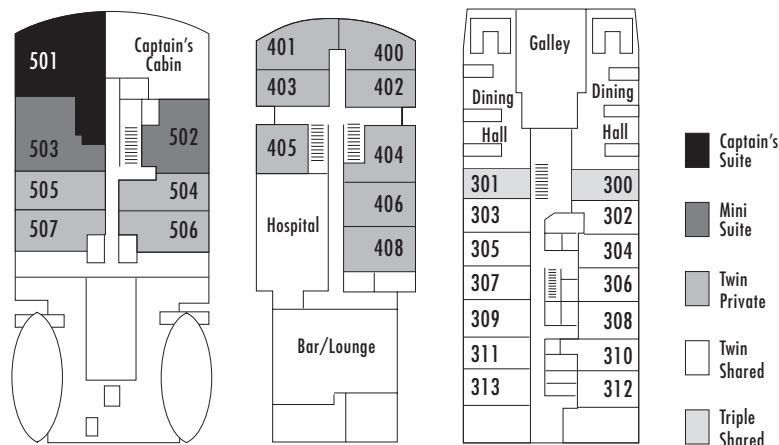 501
Captain's
Cabin
503
502
505
504
507
506
401
400
403
402
405
404
Hospital
406
408
Bar/Lounge
Galley
Dining
Hall
Dining
Hall
301
300
303
302
305
304
307
306
309
308
311
310
313
312
Captain's
Suite
Mini
Suite
Twin
Private
Twin
Shared
Triple
Shared